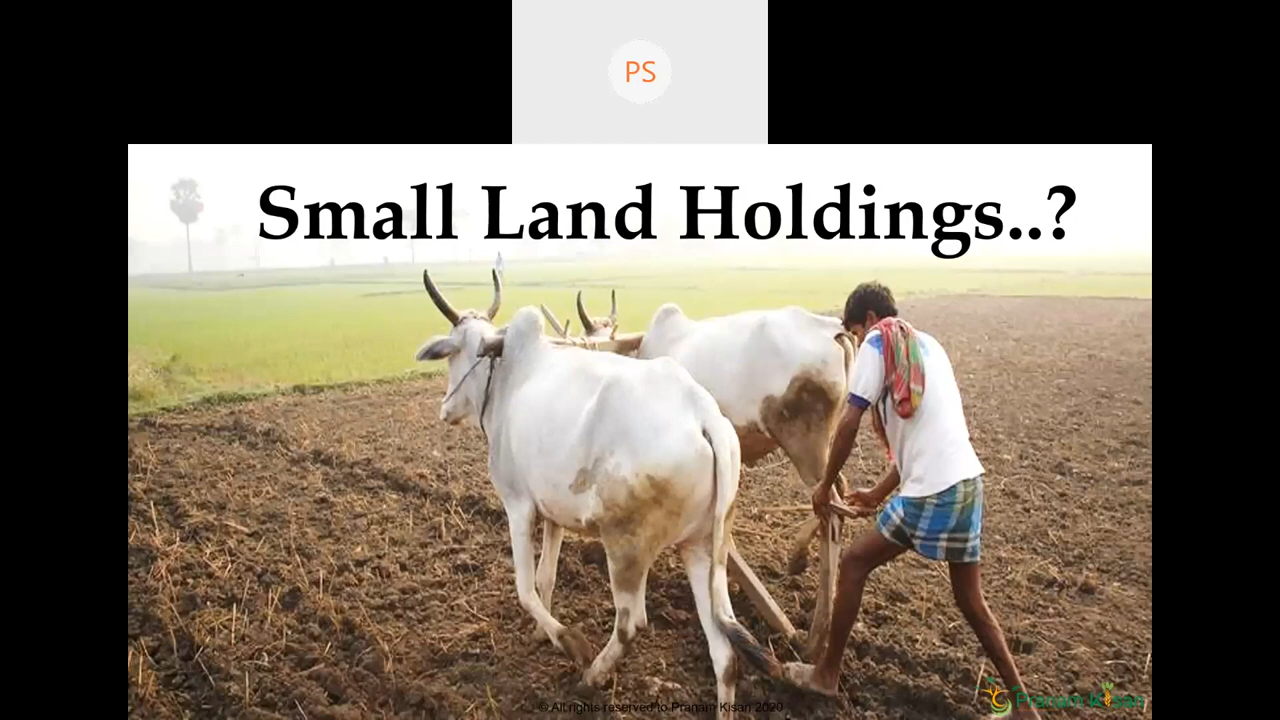 PS
Small Land Holdings..?
© All rights reserved to Pranam Kisan 2020
Pranam Kisan